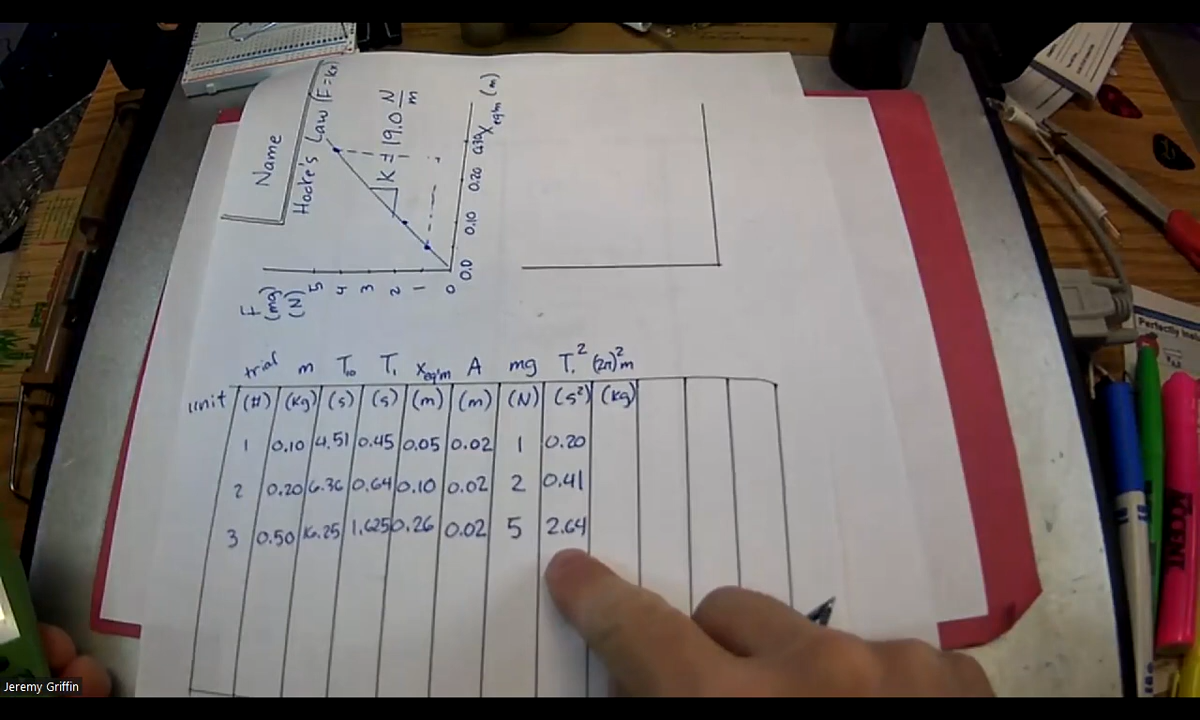 Name
Hooke's Law (F=kx)
F
(mg)
(N)
5
4
3
2
1
0
k = 19.0 N/m
0.0 0.10 0.20 0.30 Xeq'm (m)
trial m T₁₀ T₁ Xeq'm A mg T₁² (2π)²m
unit (#) (kg) (s) (s) (m) (m) (N) (s²) (kg)
1 0.10 4.51 0.45 0.05 0.02 1 0.20
2 0.20 6.36 0.64 0.10 0.02 2 0.41
3 0.50 16.25 1.625 0.26 0.02 5 2.64
Jeremy Griffin